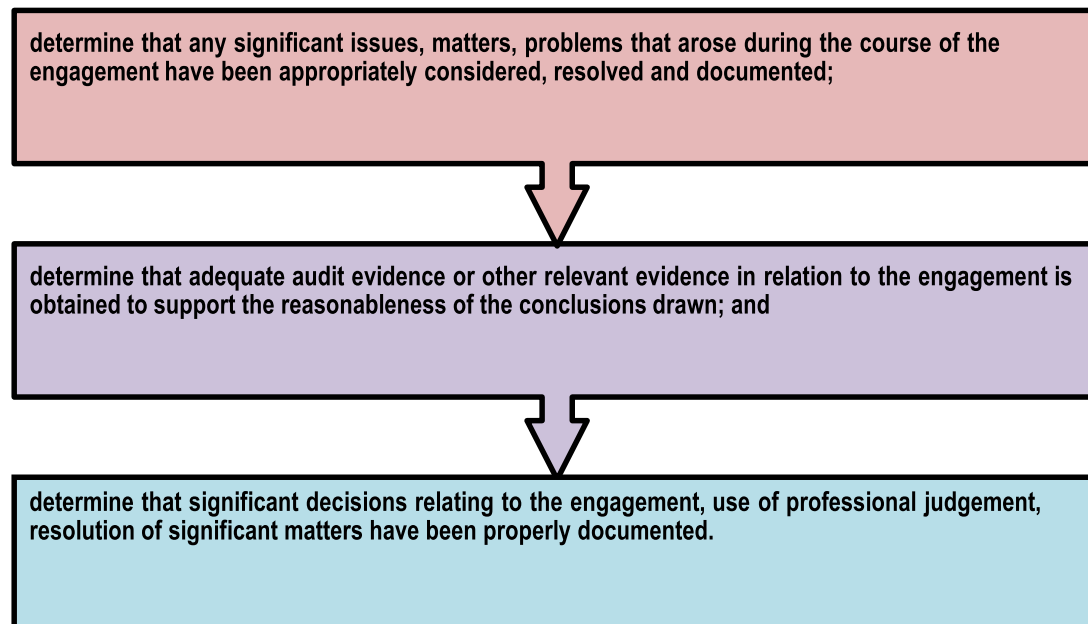 determine that any significant issues, matters, problems that arose during the course of the
engagement have been appropriately considered, resolved and documented;
determine that adequate audit evidence or other relevant evidence in relation to the engagement is
obtained to support the reasonableness of the conclusions drawn; and
determine that significant decisions relating to the engagement, use of professional judgement,
resolution of significant matters have been properly documented.